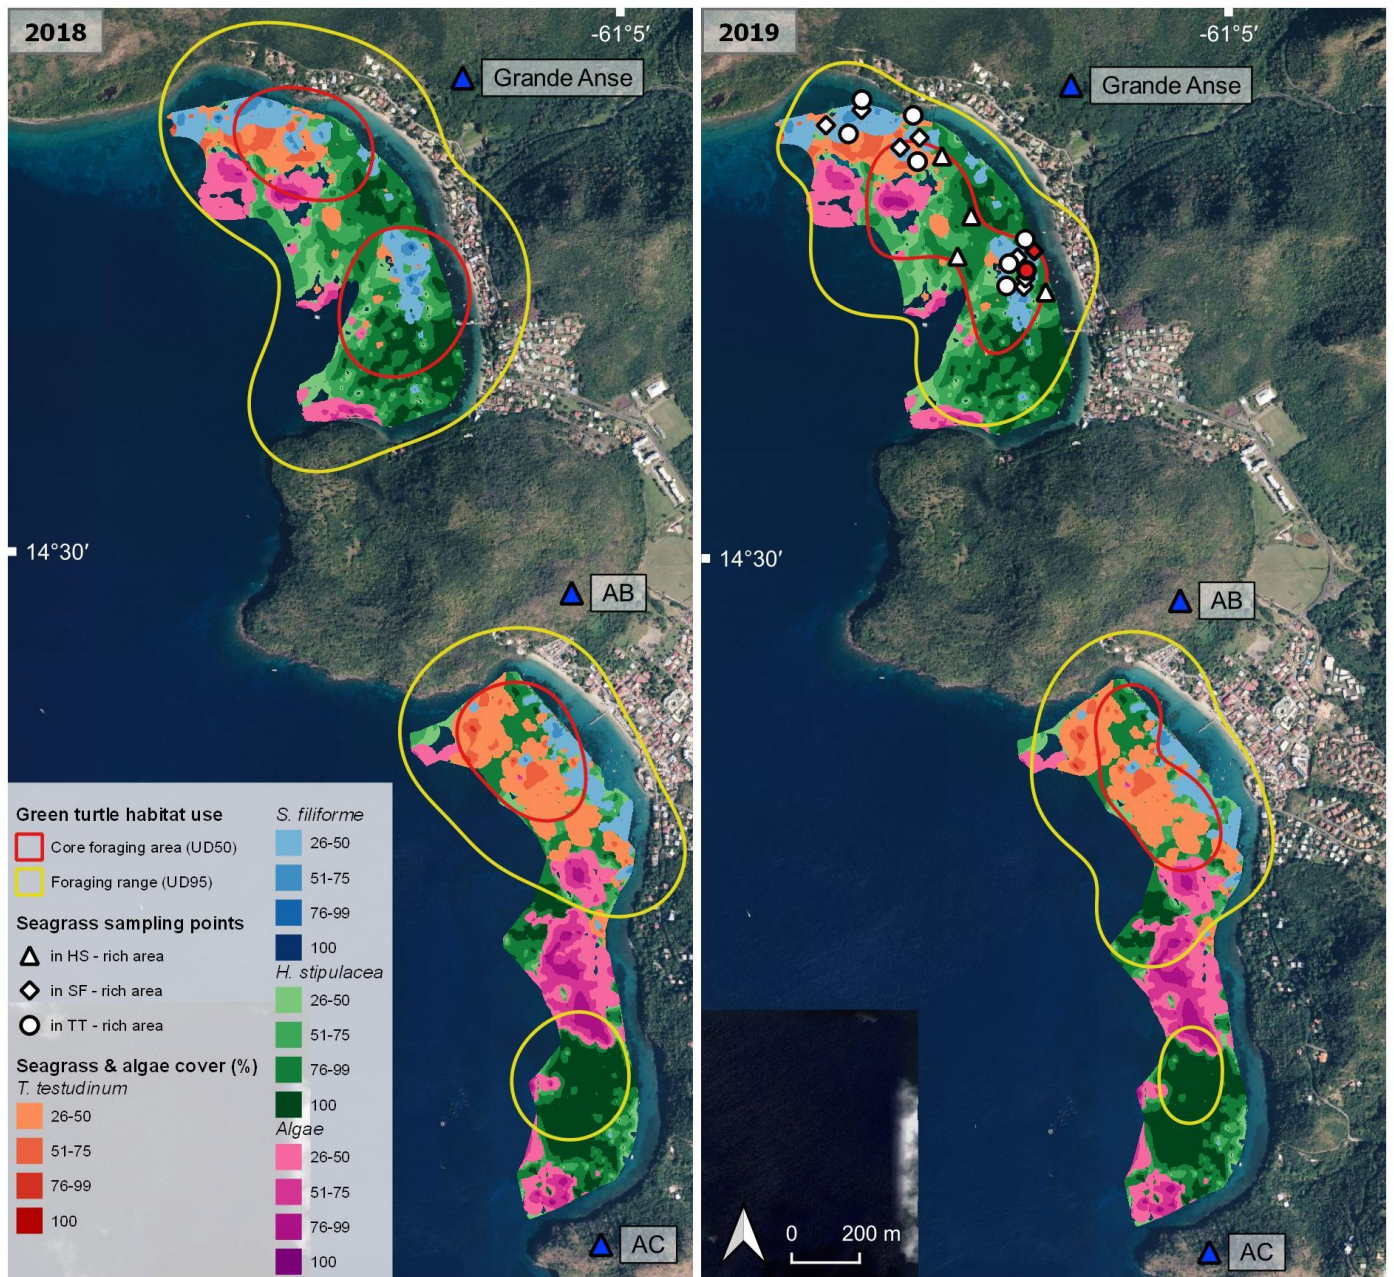 2018
-61°5′
Grande Anse
14°30′
AB
AC
Green turtle habitat use
Core foraging area (UD50)
Foraging range (UD95)
Seagrass sampling points
in HS - rich area
in SF - rich area
in TT - rich area
Seagrass & algae cover (%)
T. testudinum
26-50
51-75
76-99
100
S. filiforme
26-50
51-75
76-99
100
H. stipulacea
26-50
51-75
76-99
100
Algae
26-50
51-75
76-99
100
2019
-61°5′
Grande Anse
14°30′
AB
AC
0 200 m